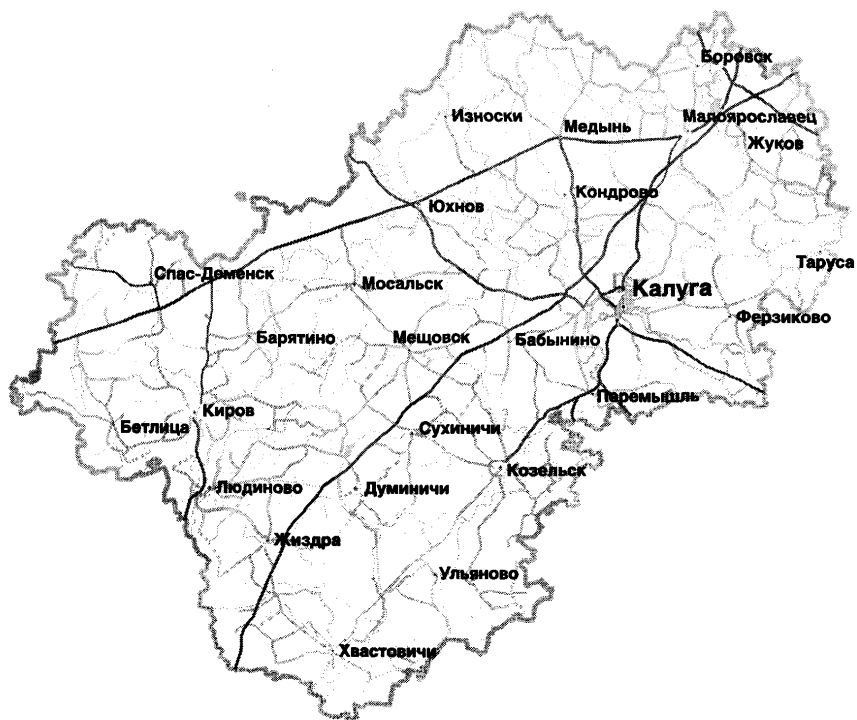 Боровск
Износки
Медынь
Малоярославец
Жуков
Кондрово
Юхнов
Таруса
Спас-Деменск
Мосальск
Калуга
Ферзиково
Барятино
Мещовок
Бабынино
Перемышль
Киров
Бетлица
Сухиничи
Козельск
Людиново
Думиничи
Жиздра
Ульяново
Хвастовичи